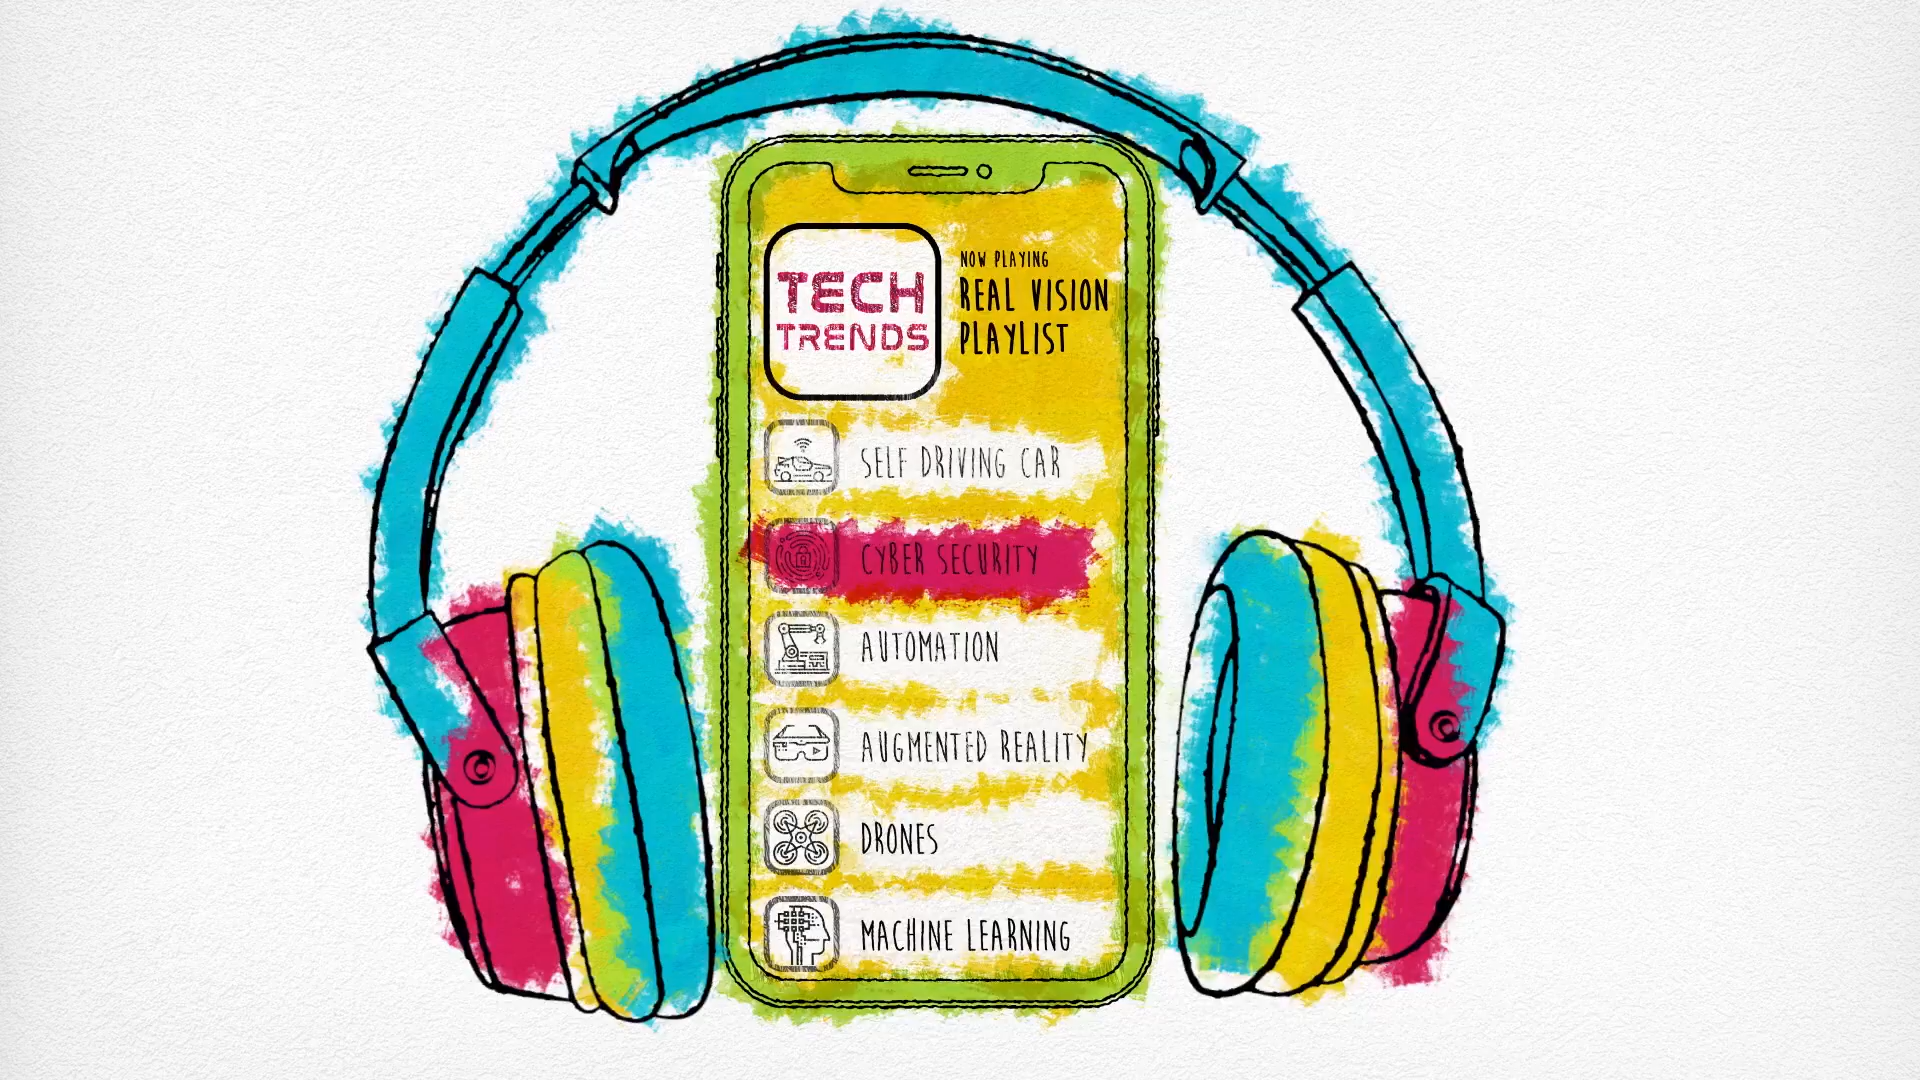 TECH
TRENDS
NOW PLAYING
REAL VISION
PLAYLIST
SELF DRIVING CAR
CYBER SECURITY
AUTOMATION
AUGMENTED REALITY
DRONES
MACHINE LEARNING